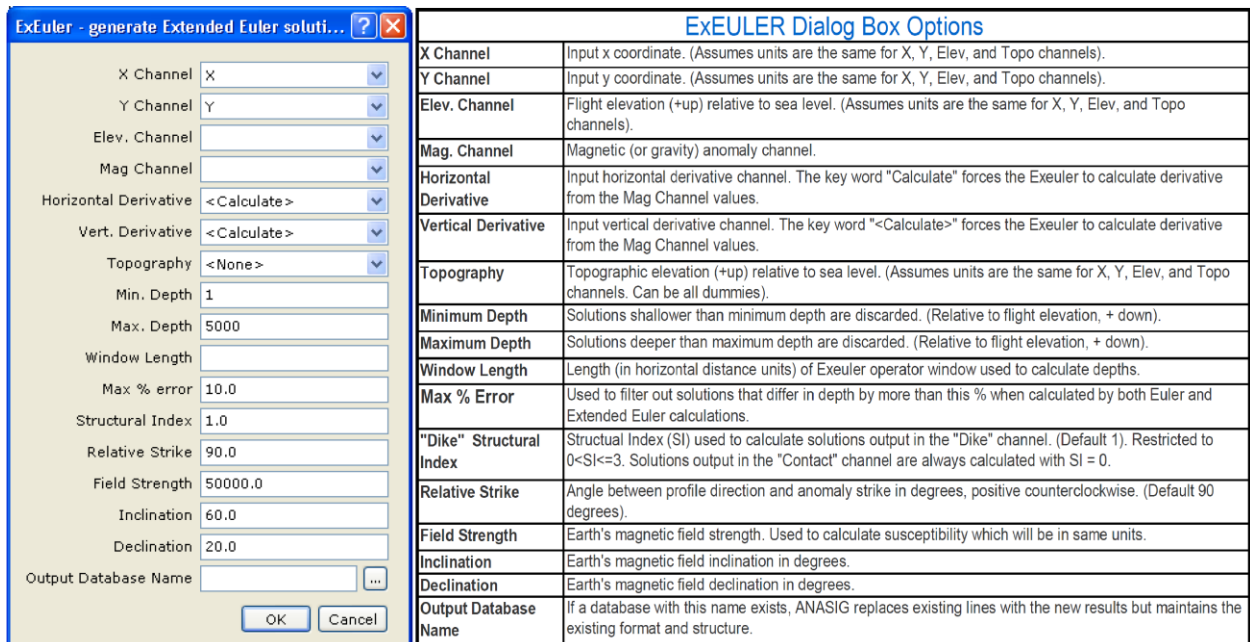 ExEuler - generate Extended Euler soluti...
X Channel X
Y Channel Y
Elev. Channel
Mag Channel
Horizontal Derivative <Calculate>
Vert. Derivative <Calculate>
Topography <None>
Min. Depth 1
Max. Depth 5000
Window Length
Max % error 10.0
Structural Index 1.0
Relative Strike 90.0
Field Strength 50000.0
Inclination 60.0
Declination 20.0
Output Database Name ...
OK Cancel
ExEULER Dialog Box Options
X Channel Input x coordinate. (Assumes units are the same for X, Y, Elev, and Topo channels).
Y Channel Input y coordinate. (Assumes units are the same for X, Y, Elev, and Topo channels).
Elev. Channel Flight elevation (+up) relative to sea level. (Assumes units are the same for X, Y, Elev, and Topo
channels).
Mag. Channel Magnetic (or gravity) anomaly channel.
Horizontal Input horizontal derivative channel. The key word "Calculate" forces the Exeuler to calculate derivative
Derivative from the Mag Channel values.
Vertical Derivative Input vertical derivative channel. The key word "<Calculate>" forces the Exeuler to calculate derivative
from the Mag Channel values.
Topography Topographic elevation (+up) relative to sea level. (Assumes units are the same for X, Y, Elev, and Topo
channels. Can be all dummies).
Minimum Depth Solutions shallower than minimum depth are discarded. (Relative to flight elevation, + down).
Maximum Depth Solutions deeper than maximum depth are discarded. (Relative to flight elevation, + down).
Window Length Length (in horizontal distance units) of Exeuler operator window used to calculate depths.
Max % Error Used to filter out solutions that differ in depth by more than this % when calculated by both Euler and
Extended Euler calculations.
"Dike" Structural Structual Index (SI) used to calculate solutions output in the "Dike" channel. (Default 1). Restricted to
Index 0<SI<=3. Solutions output in the "Contact" channel are always calculated with SI = 0.
Relative Strike Angle between profile direction and anomaly strike in degrees, positive counterclockwise. (Default 90
degrees).
Field Strength Earth's magnetic field strength. Used to calculate susceptibility which will be in same units.
Inclination Earth's magnetic field inclination in degrees.
Declination Earth's magnetic field declination in degrees.
Output Database If a database with this name exists, ANASIG replaces existing lines with the new results but maintains the
Name existing format and structure.